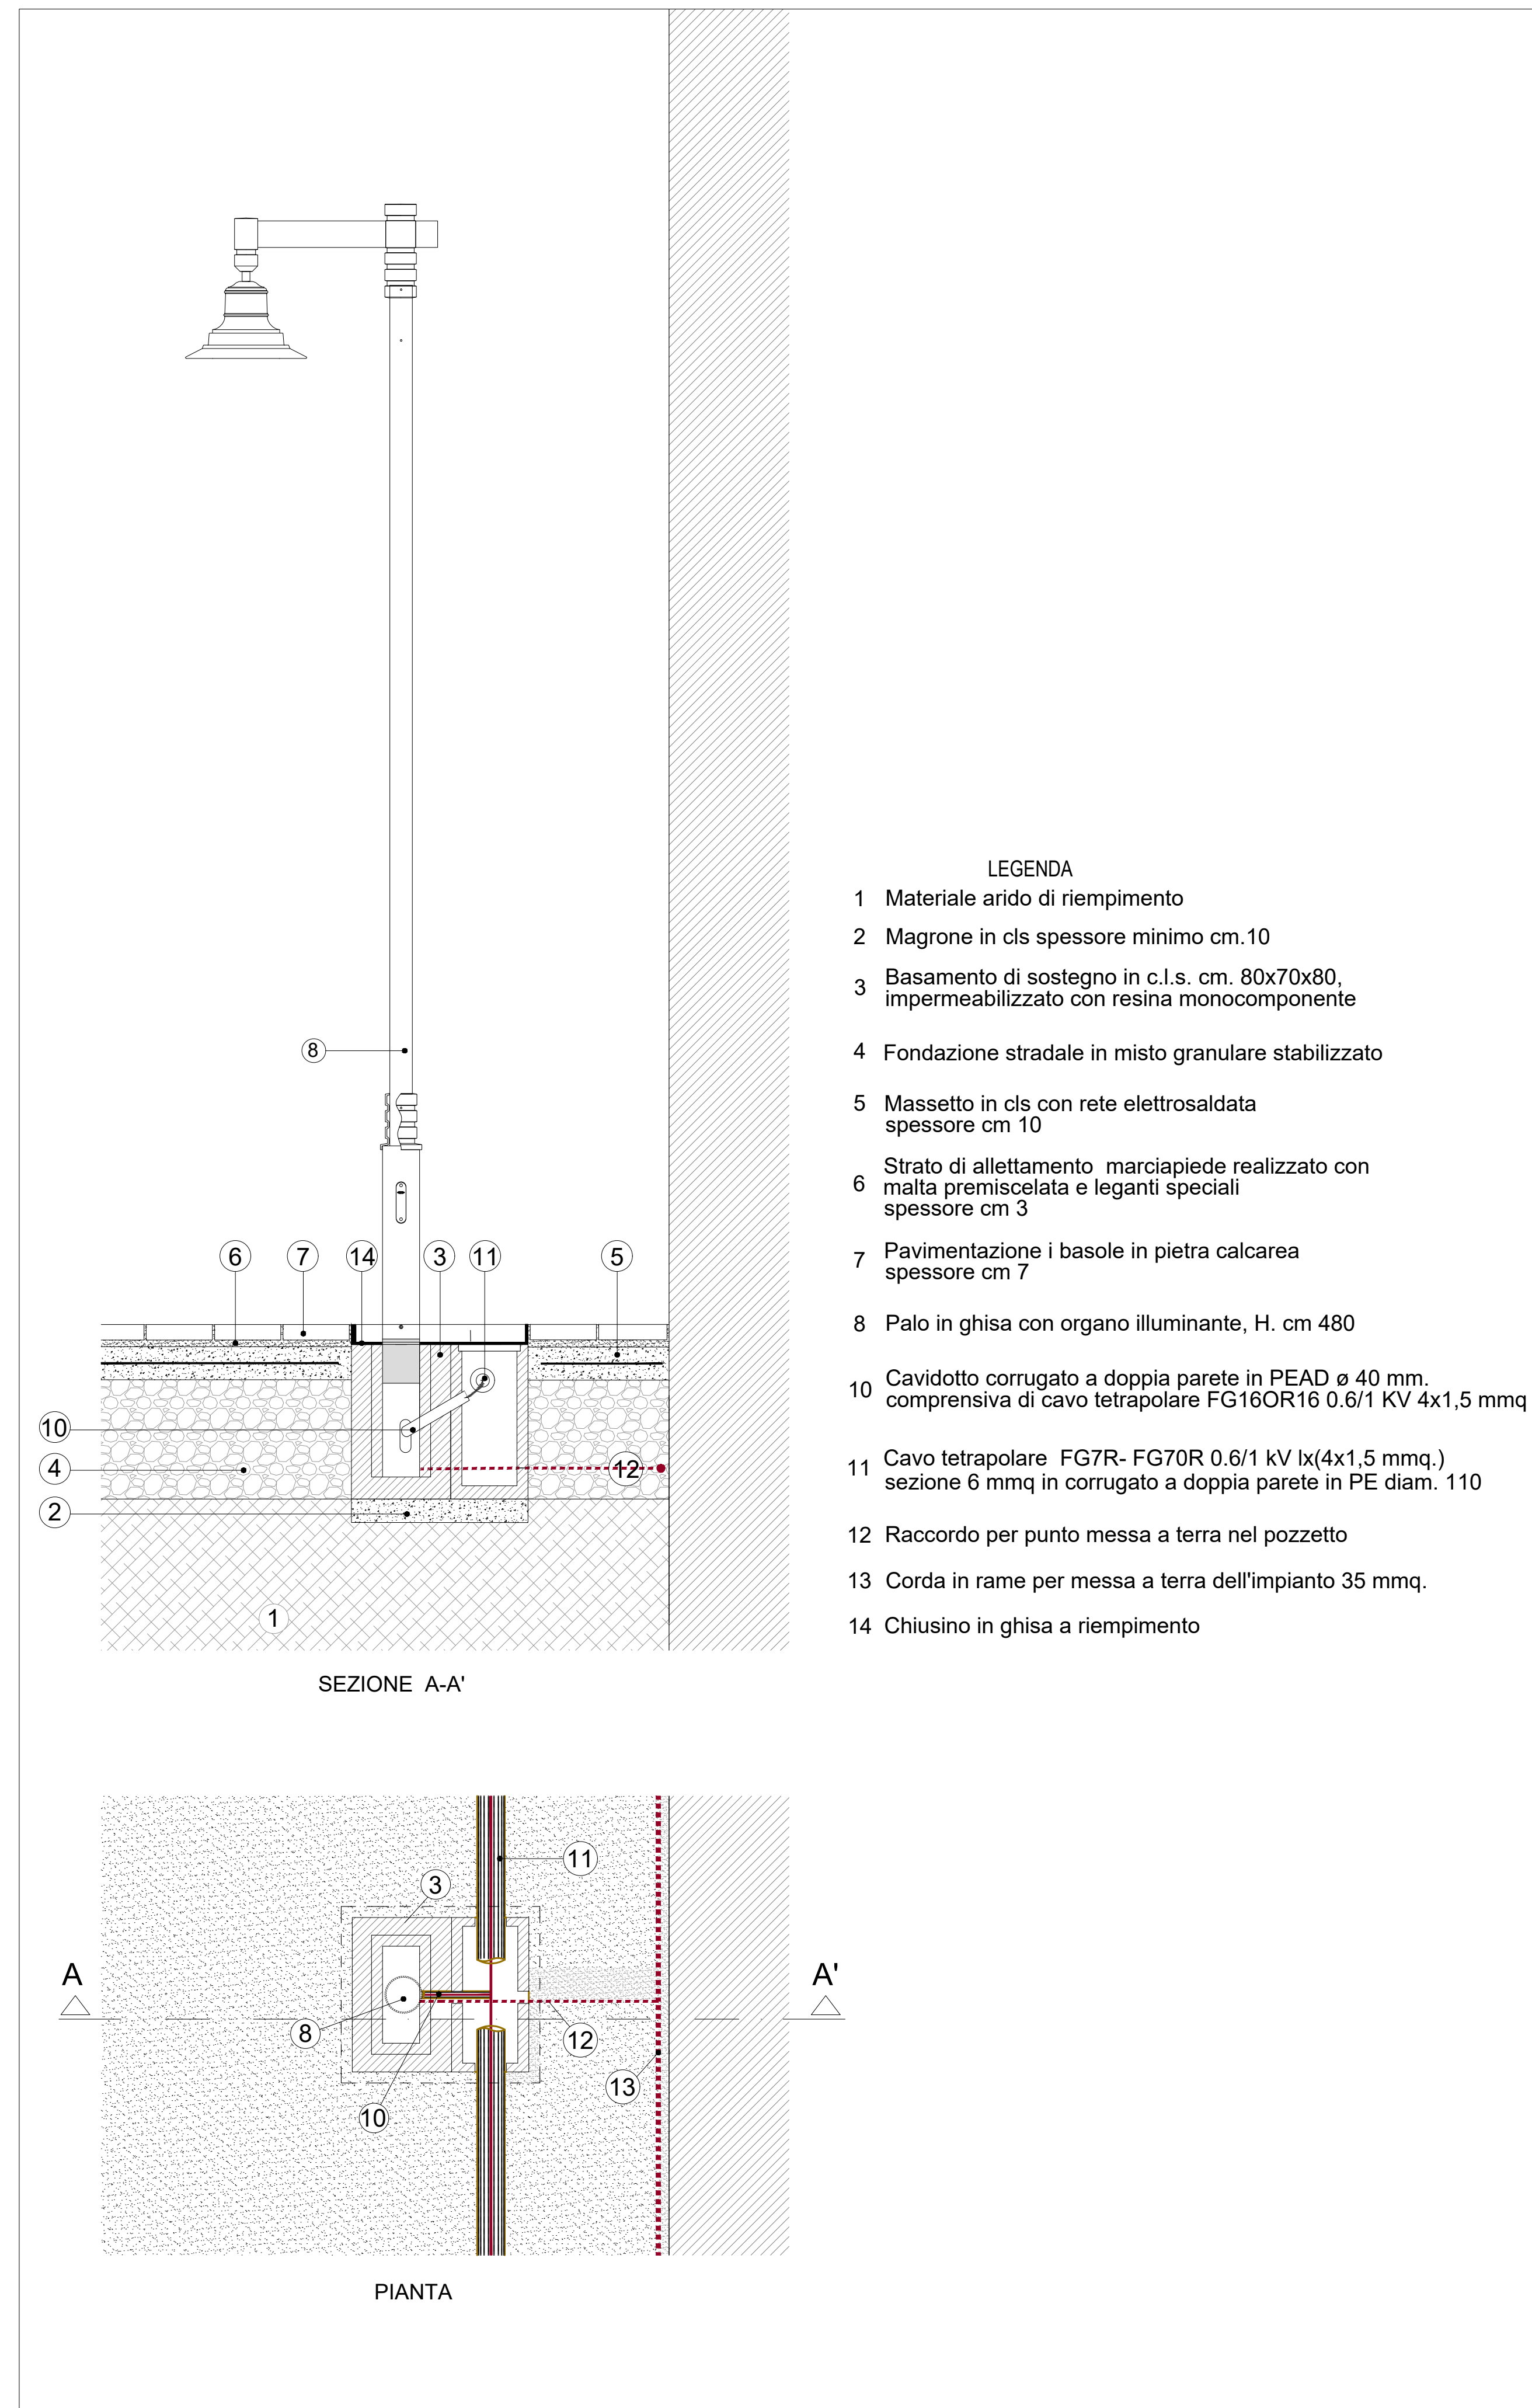 8
6 7 14 3 11 5
10
4
12
2
1
SEZIONE A-A'
LEGENDA
1 Materiale arido di riempimento
2 Magrone in cls spessore minimo cm.10
3 Basamento di sostegno in c.l.s. cm. 80x70x80,
impermeabilizzato con resina monocomponente
4 Fondazione stradale in misto granulare stabilizzato
5 Massetto in cls con rete elettrosaldata
spessore cm 10
6 Strato di allettamento marciapiede realizzato con
malta premiscelata e leganti speciali
spessore cm 3
7 Pavimentazione i basole in pietra calcarea
spessore cm 7
8 Palo in ghisa con organo illuminante, H. cm 480
10 Cavidotto corrugato a doppia parete in PEAD ø 40 mm.
comprensiva di cavo tetrapolare FG16OR16 0.6/1 KV 4x1,5 mmq
11 Cavo tetrapolare FG7R- FG70R 0.6/1 kV lx(4x1,5 mmq.)
sezione 6 mmq in corrugato a doppia parete in PE diam. 110
12 Raccordo per punto messa a terra nel pozzetto
13 Corda in rame per messa a terra dell'impianto 35 mmq.
14 Chiusino in ghisa a riempimento
11
3
A A'
8
12
13
10
PIANTA